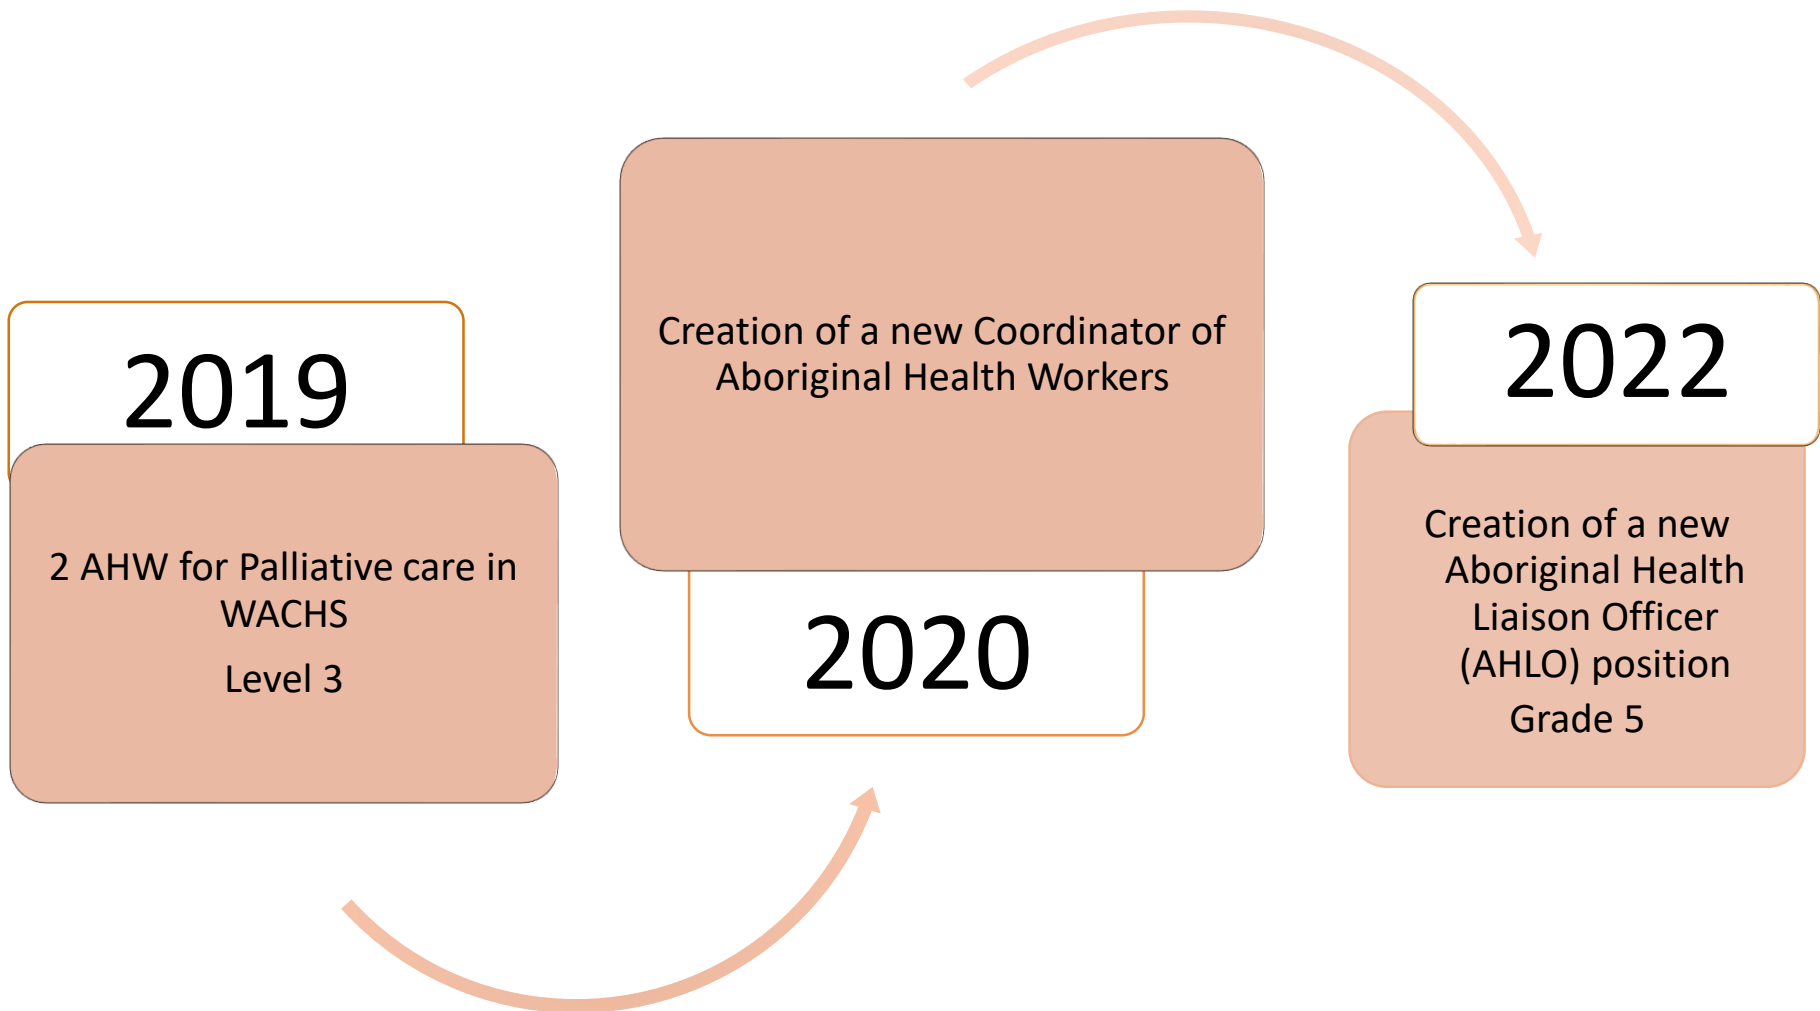 2019
2 AHW for Palliative care in
WACHS
Level 3
Creation of a new Coordinator of
Aboriginal Health Workers
2020
2022
Creation of a new
Aboriginal Health
Liaison Officer
(AHLO) position
Grade 5